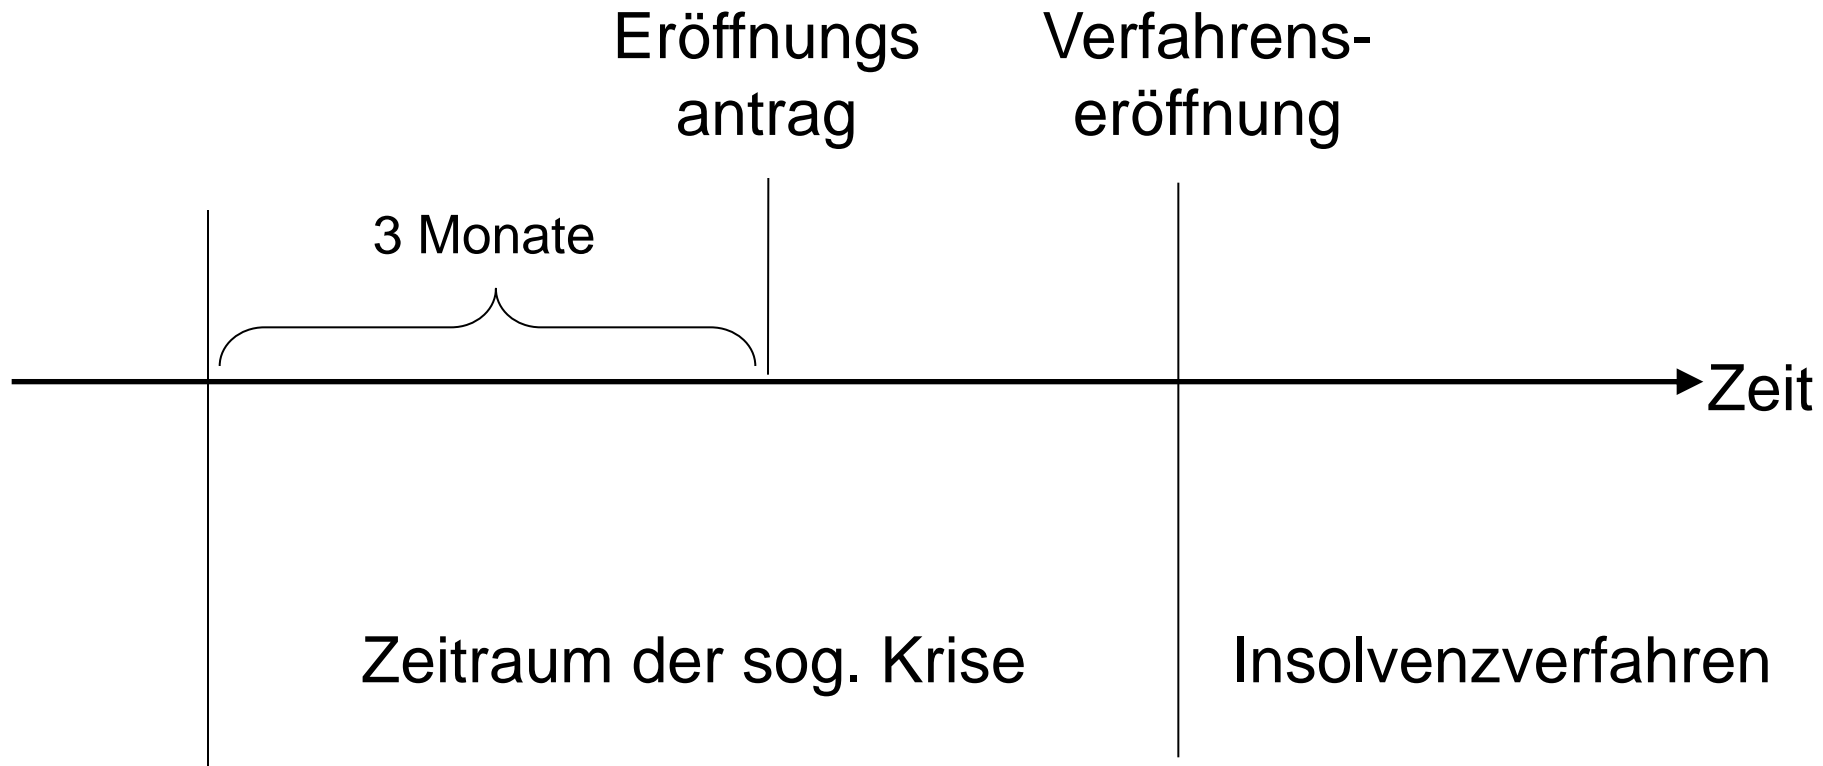 Eröffnungs
antrag
Verfahrens-
eröffnung
3 Monate
Zeit
Zeitraum der sog. Krise
Insolvenzverfahren